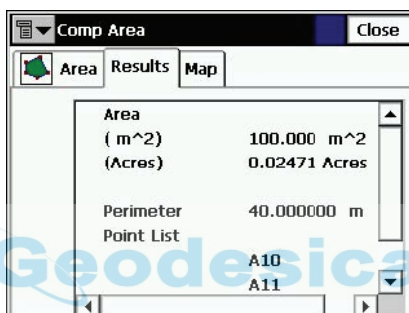 Comp Area Close
Area Results Map
Area
( m^2) 100.000 m^2
(Acres) 0.02471 Acres
Perimeter 40.000000 m
Point List
A10
A11
Geodesica